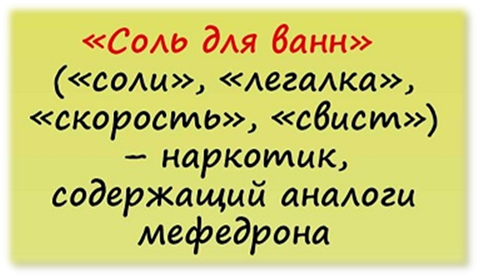 «Соль для ванн»
(«соли», «легалка»,
«скорость», «свист»)
– наркотик,
содержащий аналоги
мефедрона